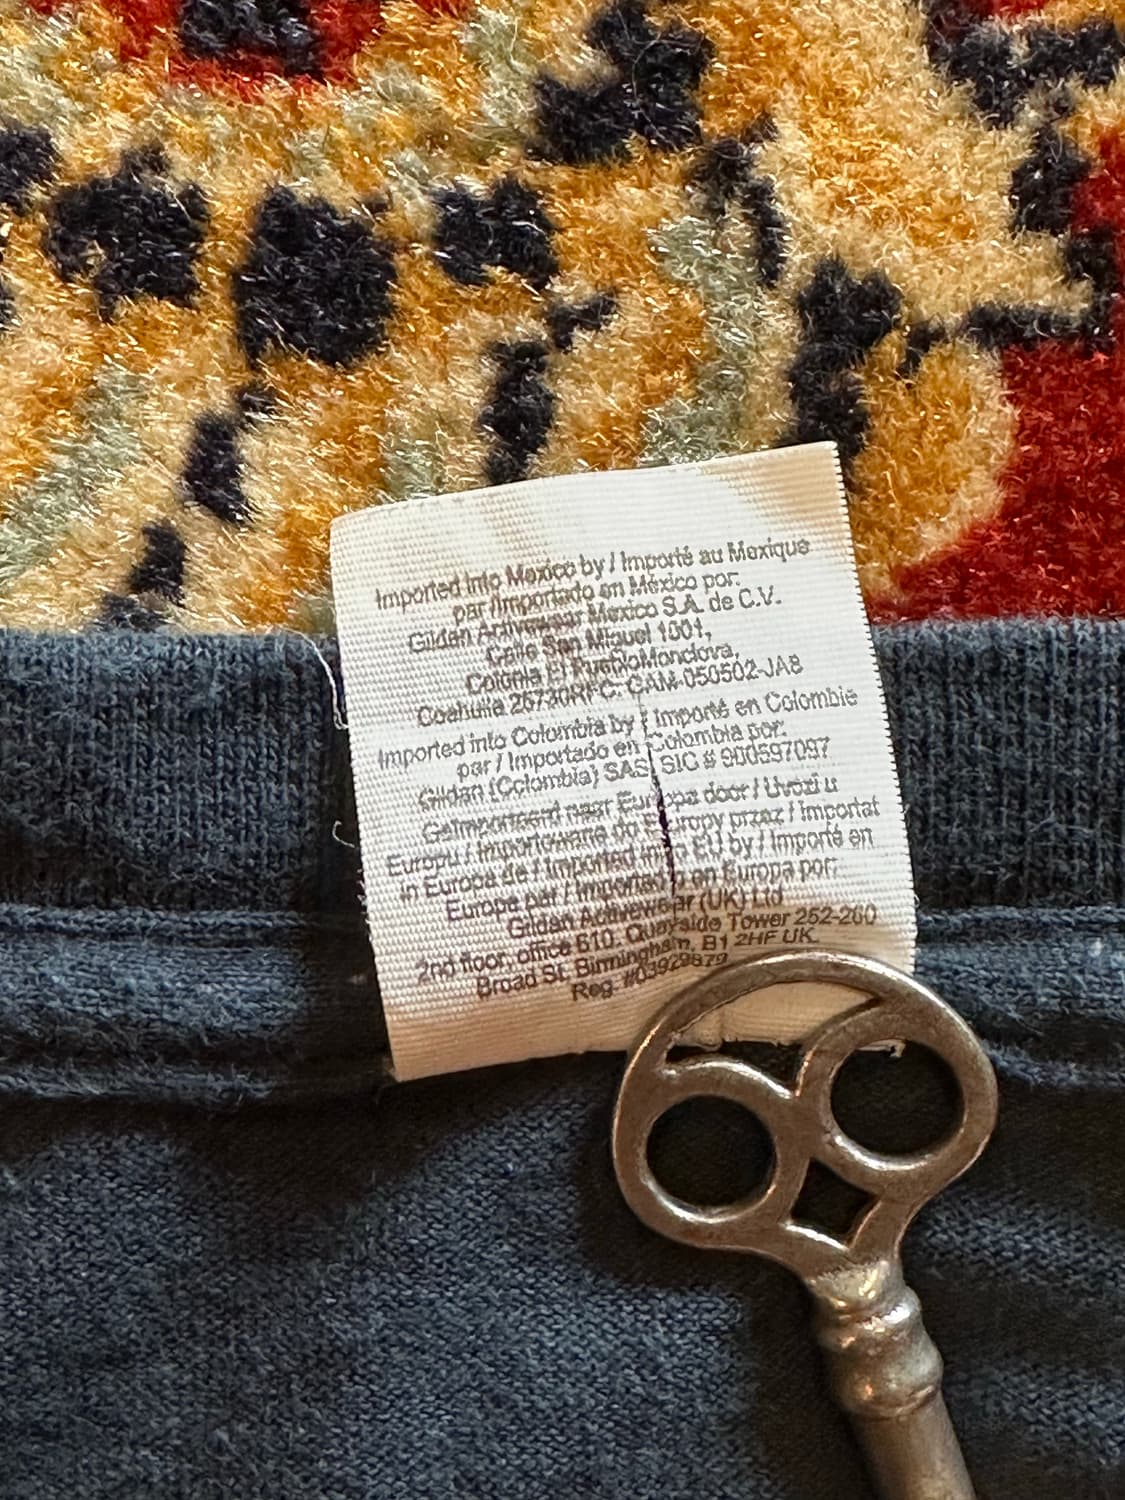 Imported into Mexico by / Importé au Mexique
par /Importado en México por:
Gildan Activewear Mexico S.A. de C.V.
Calle San Miguel 1001,
Colonia El PuebloMonclova,
Coahuila 25730RFC: GAM-050502-JA8
Imported into Colombia by / Importé en Colombie
par / Importado en Colombia por:
Gildan (Colombia) SAS, SIC # 900597097
Geïmporteerd naar Europa door / Uvozi u
Europu / Importowane do Europy przez / Importat
in Europa de / Imported into EU by / Importé en
Europe par / Importado en Europa por:
Gildan Activewear (UK) Ltd
2nd floor, office 610, Quayside Tower 252-260
Broad St, Birmingham, B1 2HF UK
Reg. #03929879